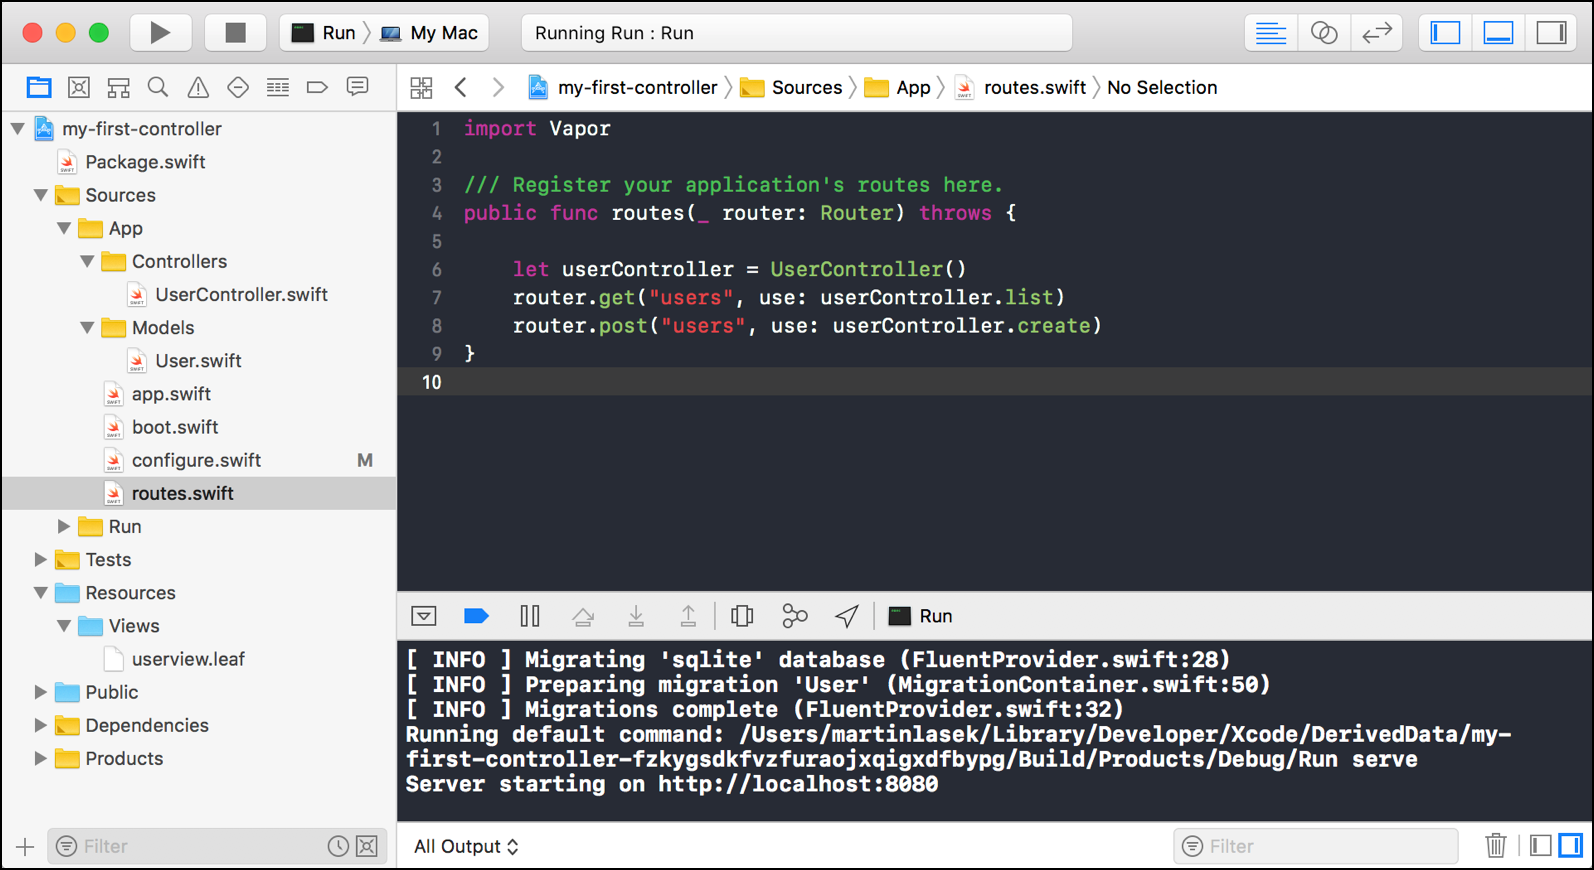 Run My Mac
Running Run : Run
my-first-controller Sources App routes.swift No Selection
my-first-controller
Package.swift
Sources
App
Controllers
UserController.swift
Models
User.swift
app.swift
boot.swift
configure.swift M
routes.swift
Run
Tests
Resources
Views
userview.leaf
Public
Dependencies
Products
Filter
1 import Vapor
2
3 /// Register your application's routes here.
4 public func routes(_ router: Router) throws {
5
6 let userController = UserController()
7 router.get("users", use: userController.list)
8 router.post("users", use: userController.create)
9 }
10
Run
[ INFO ] Migrating 'sqlite' database (FluentProvider.swift:28)
[ INFO ] Preparing migration 'User' (MigrationContainer.swift:50)
[ INFO ] Migrations complete (FluentProvider.swift:32)
Running default command: /Users/martinlasek/Library/Developer/Xcode/DerivedData/my-
first-controller-fzkygsdkfvzfuraojxqigxdfbypg/Build/Products/Debug/Run serve
Server starting on http://localhost:8080
All Output
Filter